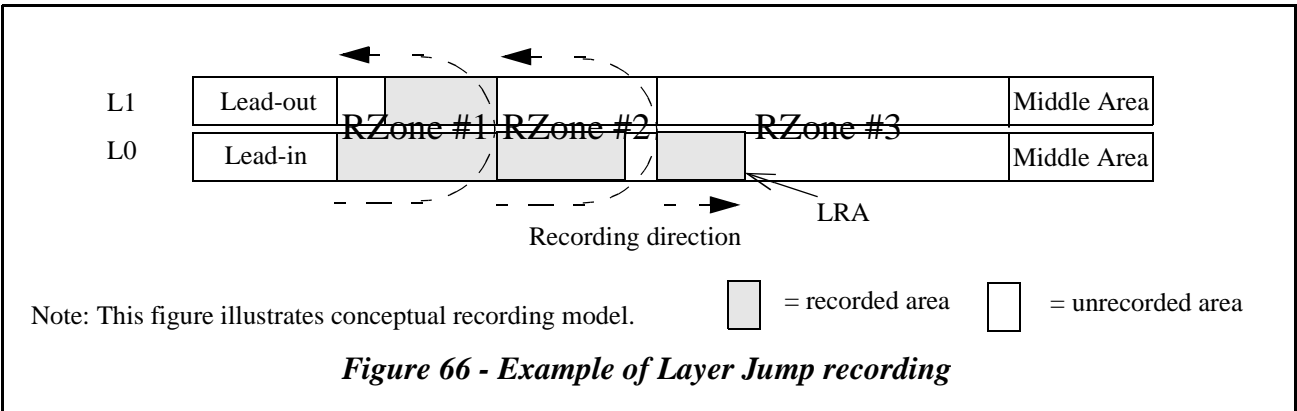 L1 Lead-out Middle Area
RZone #1 RZone #2 RZone #3
L0 Lead-in Middle Area
LRA
Recording direction
Note: This figure illustrates conceptual recording model. = recorded area = unrecorded area
Figure 66 - Example of Layer Jump recording